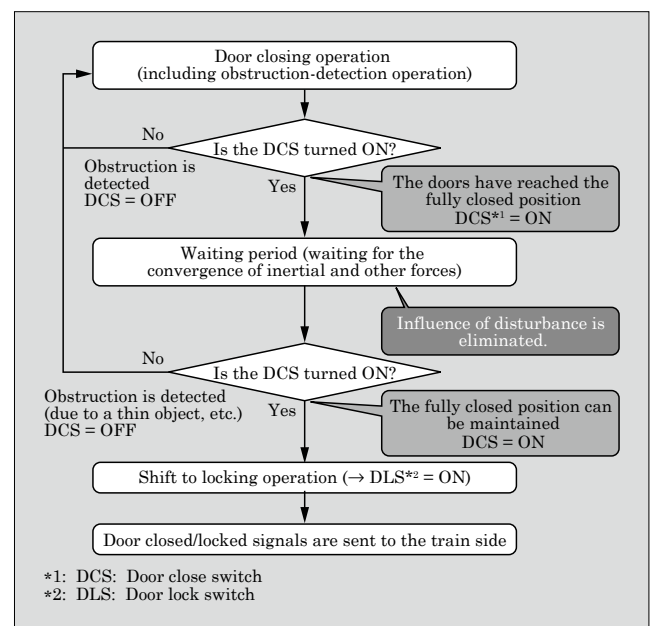 Door closing operation
(including obstruction-detection operation)
No
Is the DCS turned ON?
Obstruction is
detected
DCS = OFF
Yes
The doors have reached the
fully closed position
DCS*1 = ON
Waiting period (waiting for the
convergence of inertial and other forces)
Influence of disturbance is
eliminated.
No
Is the DCS turned ON?
Obstruction is detected
(due to a thin object, etc.)
DCS = OFF
Yes
The fully closed position can
be maintained
DCS = ON
Shift to locking operation (→ DLS*2 = ON)
Door closed/locked signals are sent to the train side
*1: DCS: Door close switch
*2: DLS: Door lock switch